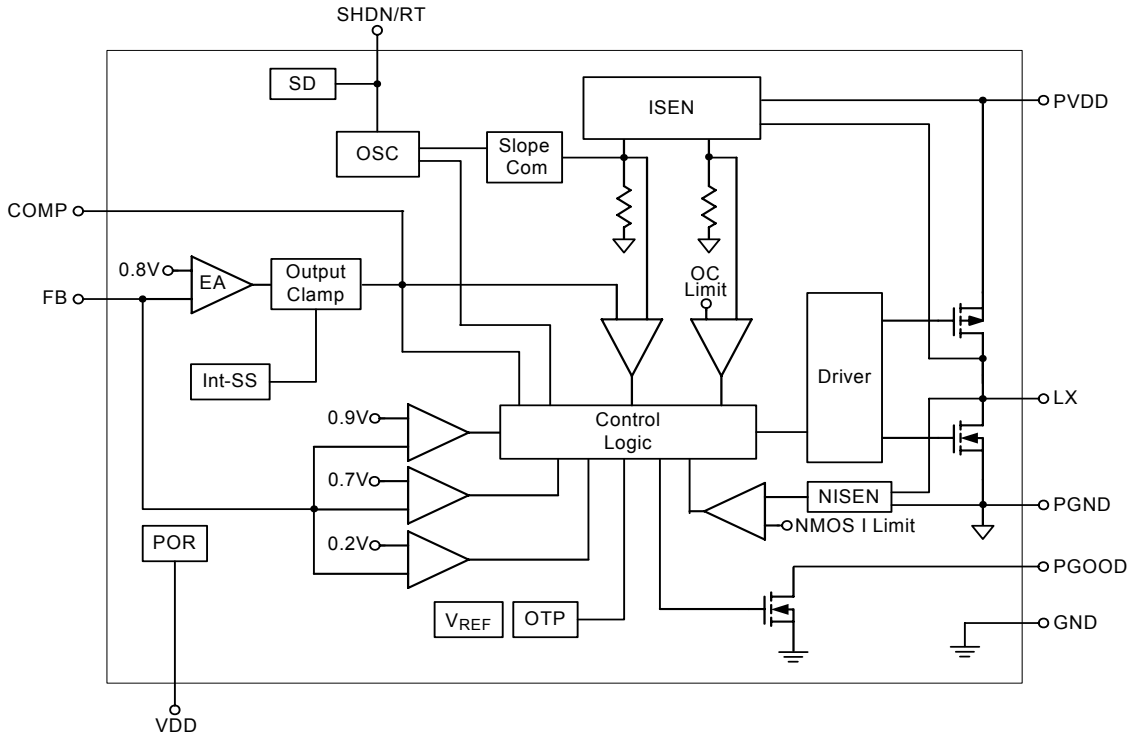 SHDN/RT
SD
ISEN
PVDD
OSC
Slope
Com
COMP
0.8V
EA
Output
Clamp
OC
Limit
FB
Int-SS
Driver
LX
0.9V
Control
Logic
0.7V
NISEN
PGND
NMOS I Limit
POR
0.2V
PGOOD
VREF
OTP
GND
VDD